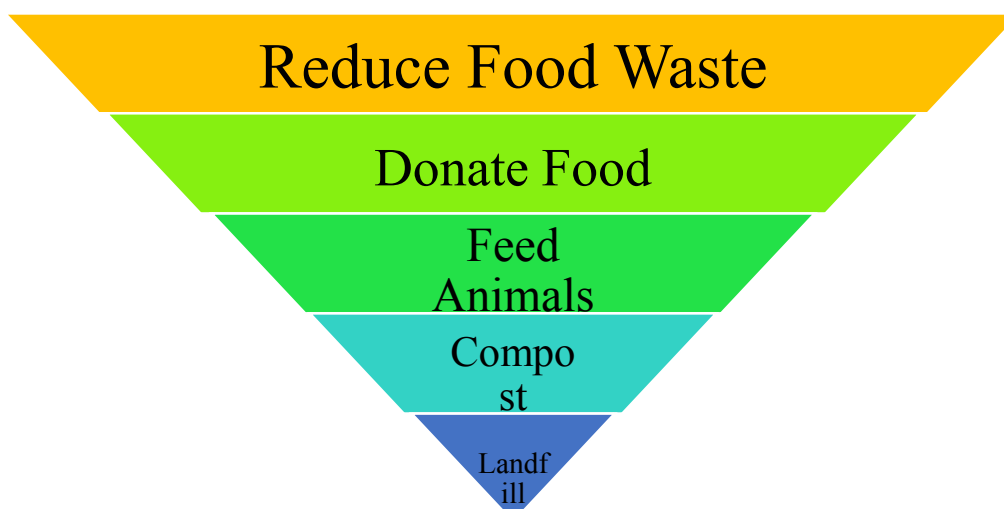 Reduce Food Waste
Donate Food
Feed
Animals
Compo
st
Landf
ill